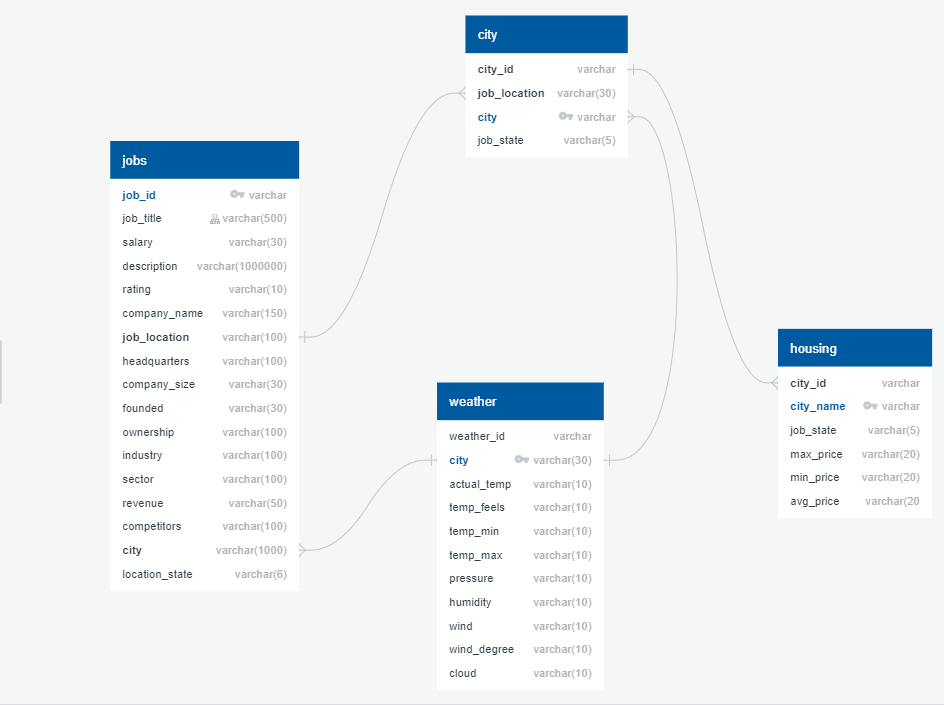 city
city_id varchar
job_location varchar(30)
city varchar
job_state varchar(5)
jobs
job_id varchar
job_title varchar(500)
salary varchar(30)
description varchar(1000000)
rating varchar(10)
company_name varchar(150)
job_location varchar(100)
headquarters varchar(100)
company_size varchar(30)
founded varchar(30)
ownership varchar(100)
industry varchar(100)
sector varchar(100)
revenue varchar(50)
competitors varchar(100)
city varchar(1000)
location_state varchar(6)
weather
weather_id varchar
city varchar(30)
actual_temp varchar(10)
temp_feels varchar(10)
temp_min varchar(10)
temp_max varchar(10)
pressure varchar(10)
humidity varchar(10)
wind varchar(10)
wind_degree varchar(10)
cloud varchar(10)
housing
city_id varchar
city_name varchar
job_state varchar(5)
max_price varchar(20)
min_price varchar(20)
avg_price varchar(20